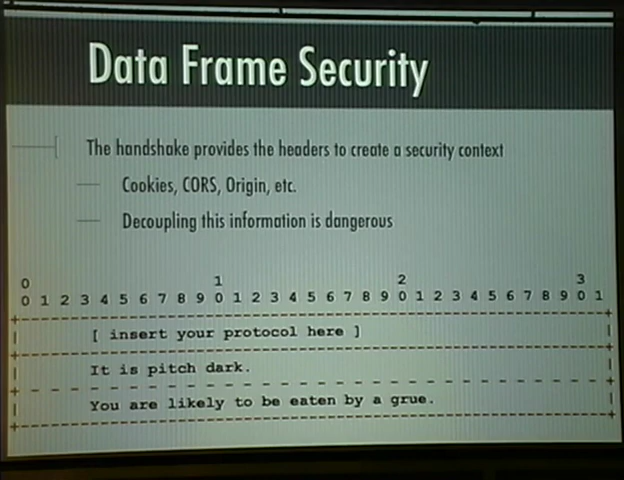 Data Frame Security
The handshake provides the headers to create a security context
Cookies, CORS, Origin, etc.
Decoupling this information is dangerous
0 1 2 3
0 1 2 3 4 5 6 7 8 9 0 1 2 3 4 5 6 7 8 9 0 1 2 3 4 5 6 7 8 9 0 1
[ insert your protocol here ]
It is pitch dark.
You are likely to be eaten by a grue.